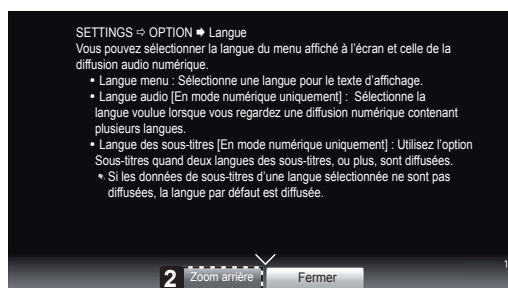 SETTINGS ⇨ OPTION ➡ Langue
Vous pouvez sélectionner la langue du menu affiché à l'écran et celle de la
diffusion audio numérique.
• Langue menu : Sélectionne une langue pour le texte d'affichage.
• Langue audio [En mode numérique uniquement] : Sélectionne la
langue voulue lorsque vous regardez une diffusion numérique contenant
plusieurs langues.
• Langue des sous-titres [En mode numérique uniquement] : Utilisez l'option
Sous-titres quand deux langues des sous-titres, ou plus, sont diffusées.
Si les données de sous-titres d'une langue sélectionnée ne sont pas
diffusées, la langue par défaut est diffusée.
2 Zoom arrière Fermer
1